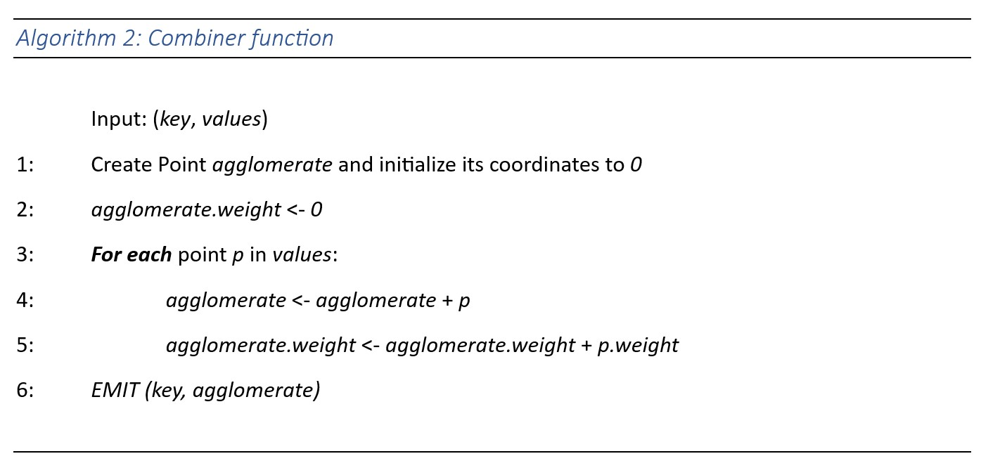 Algorithm 2: Combiner function
Input: (key, values)
1: Create Point agglomerate and initialize its coordinates to 0
2: agglomerate.weight <- 0
3: For each point p in values:
4: agglomerate <- agglomerate + p
5: agglomerate.weight <- agglomerate.weight + p.weight
6: EMIT (key, agglomerate)